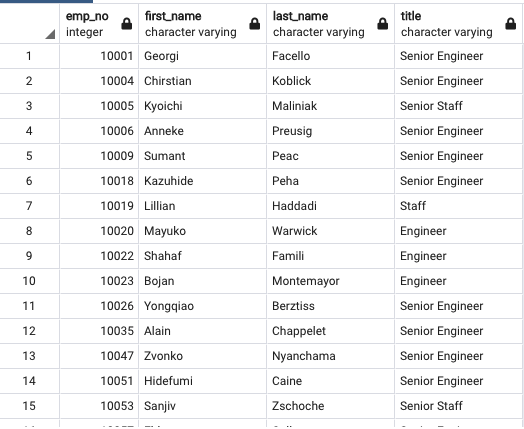 emp_no first_name last_name title
integer character varying character varying character varying
1 10001 Georgi Facello Senior Engineer
2 10004 Chirstian Koblick Senior Engineer
3 10005 Kyoichi Maliniak Senior Staff
4 10006 Anneke Preusig Senior Engineer
5 10009 Sumant Peac Senior Engineer
6 10018 Kazuhide Peha Senior Engineer
7 10019 Lillian Haddadi Staff
8 10020 Mayuko Warwick Engineer
9 10022 Shahaf Famili Engineer
10 10023 Bojan Montemayor Engineer
11 10026 Yongqiao Berztiss Senior Engineer
12 10035 Alain Chappelet Senior Engineer
13 10047 Zvonko Nyanchama Senior Engineer
14 10051 Hidefumi Caine Senior Engineer
15 10053 Sanjiv Zschoche Senior Staff